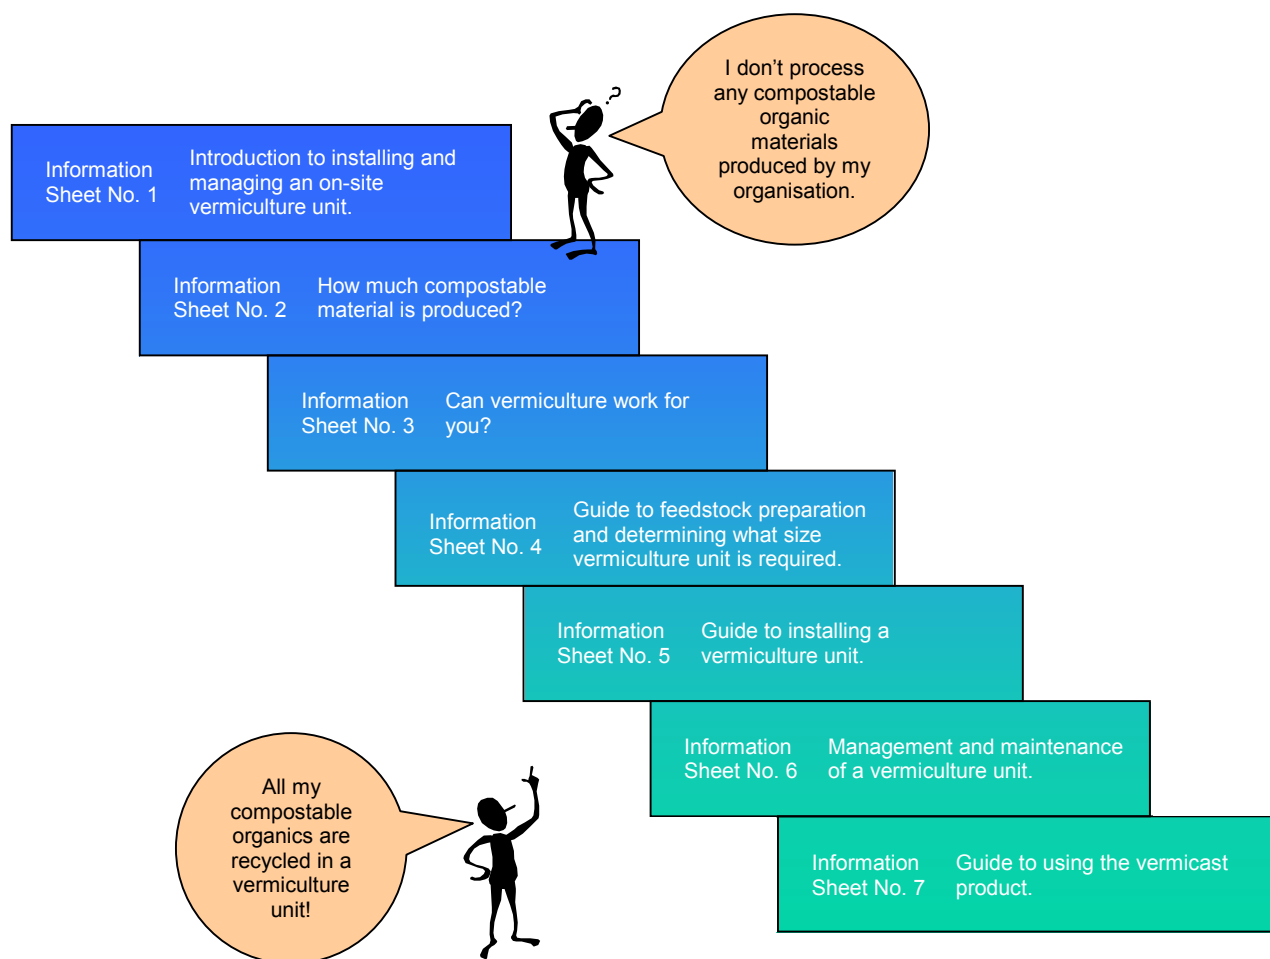 I don’t process
any compostable
organic
materials
produced by my
organisation.
?
Information
Sheet No. 1
Introduction to installing and
managing an on-site
vermiculture unit.
Information
Sheet No. 2
How much compostable
material is produced?
Information
Sheet No. 3
Can vermiculture work for
you?
Information
Sheet No. 4
Guide to feedstock preparation
and determining what size
vermiculture unit is required.
Information
Sheet No. 5
Guide to installing a
vermiculture unit.
Information
Sheet No. 6
Management and maintenance
of a vermiculture unit.
Information
Sheet No. 7
Guide to using the vermicast
product.
All my
compostable
organics are
recycled in a
vermiculture
unit!